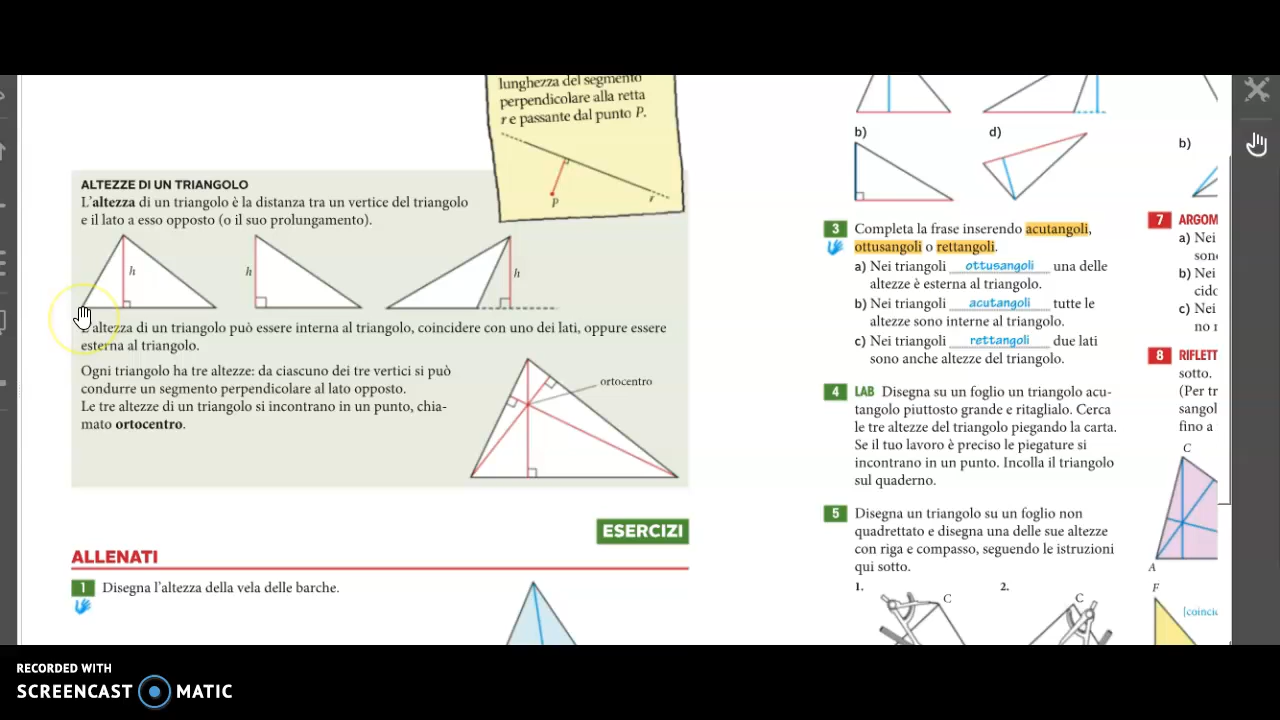 lunghezza del segmento
perpendicolare alla retta
r e passante dal punto P.
P
r
ALTEZZE DI UN TRIANGOLO
L'altezza di un triangolo è la distanza tra un vertice del triangolo
e il lato a esso opposto (o il suo prolungamento).
h
h
h
L'altezza di un triangolo può essere interna al triangolo, coincidere con uno dei lati, oppure essere
esterna al triangolo.
Ogni triangolo ha tre altezze: da ciascuno dei tre vertici si può
condurre un segmento perpendicolare al lato opposto.
Le tre altezze di un triangolo si incontrano in un punto, chia-
mato ortocentro.
ortocentro
ESERCIZI
ALLENATI
1 Disegna l'altezza della vela delle barche.
b)
d)
3 Completa la frase inserendo acutangoli,
ottusangoli o rettangoli.
a) Nei triangoli ottusangoli una delle
altezze è esterna al triangolo.
b) Nei triangoli acutangoli tutte le
altezze sono interne al triangolo.
c) Nei triangoli rettangoli due lati
sono anche altezze del triangolo.
4 LAB Disegna su un foglio un triangolo acu-
tangolo piuttosto grande e ritaglialo. Cerca
le tre altezze del triangolo piegando la carta.
Se il tuo lavoro è preciso le piegature si
incontrano in un punto. Incolla il triangolo
sul quaderno.
5 Disegna un triangolo su un foglio non
quadrettato e disegna una delle sue altezze
con riga e compasso, seguendo le istruzioni
qui sotto.
1.
C
2.
C
b)
7 ARGOM
a) Nei
son
b) Nei
cido
c) Nei
no
8 RIFLETT
sotto.
(Per tr
sangol
fino a
C
A
F
[coincid
RECORDED WITH
SCREENCAST MATIC